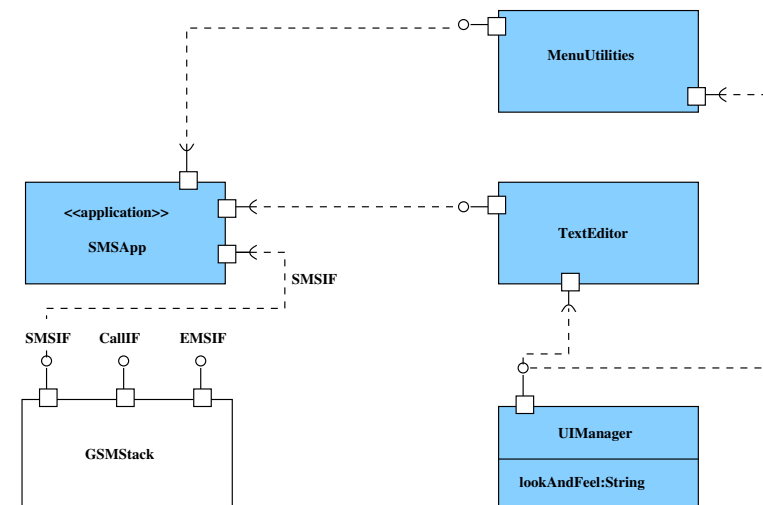 MenuUtilities
<<application>>
SMSApp
TextEditor
SMSIF
SMSIF CallIF EMSIF
UIManager
GSMStack
lookAndFeel:String